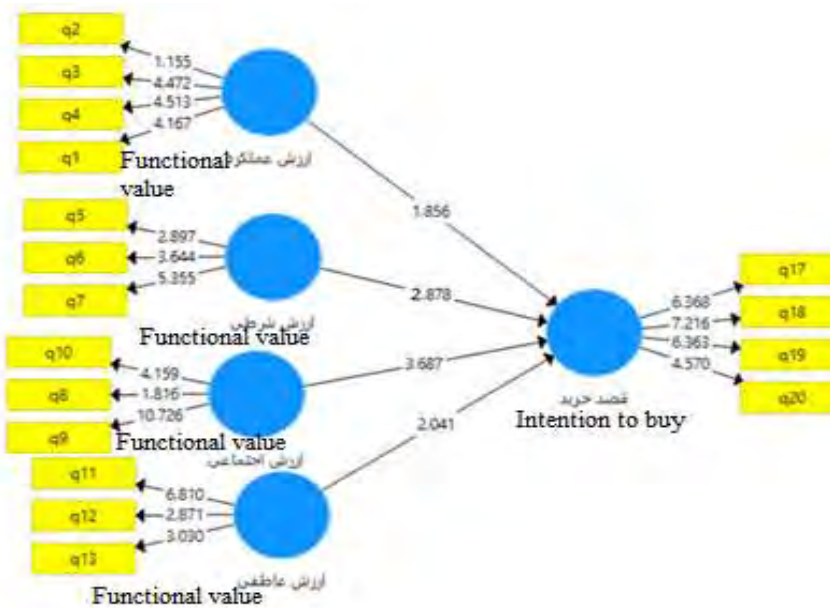 q2
q3
q4
q1
1.155
4.472
4.513
4.167
ارزش عملکرد
Functional
value
1.856
q5
q6
q7
2.897
3.644
5.355
ارزش شرطی
Functional value
2.878
q10
q8
q9
4.159
1.816
10.726
ارزش اجتماعی
Functional value
3.687
q11
q12
q13
6.810
2.871
3.030
ارزش عاطفی
Functional value
2.041
قصد خرید
Intention to buy
6.368
7.216
6.363
4.570
q17
q18
q19
q20